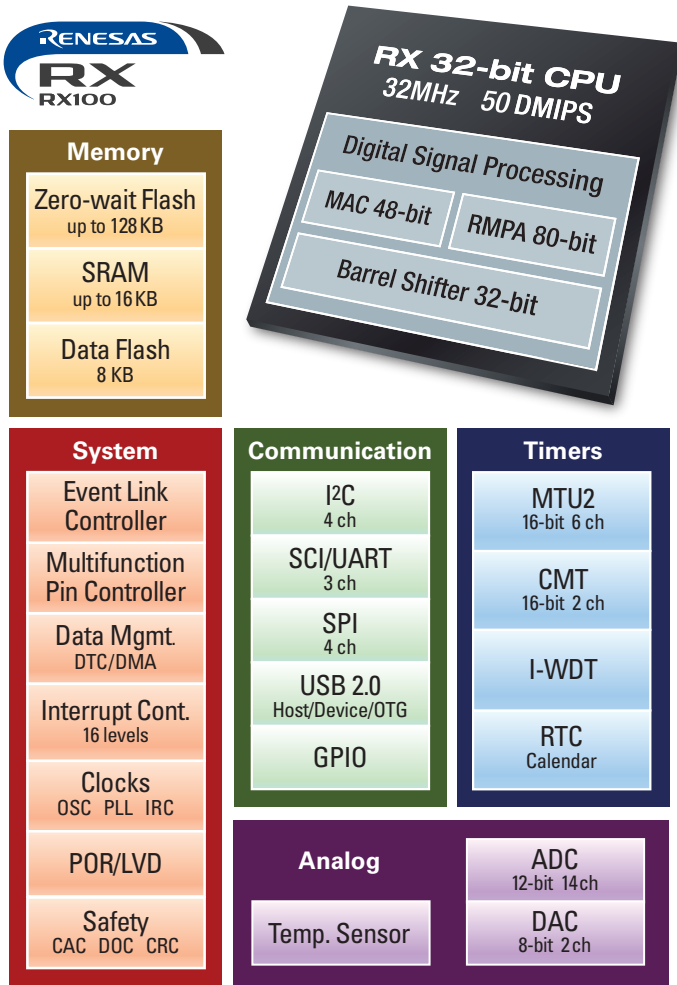 RENESAS
RX
RX100
RX 32-bit CPU
32MHz 50 DMIPS
Digital Signal Processing
MAC 48-bit
RMPA 80-bit
Barrel Shifter 32-bit
Memory
Zero-wait Flash
up to 128 KB
SRAM
up to 16 KB
Data Flash
8 KB
System
Event Link
Controller
Multifunction
Pin Controller
Data Mgmt.
DTC/DMA
Interrupt Cont.
16 levels
Clocks
OSC PLL IRC
POR/LVD
Safety
CAC DOC CRC
Communication
I²C
4 ch
SCI/UART
3 ch
SPI
4 ch
USB 2.0
Host/Device/OTG
GPIO
Timers
MTU2
16-bit 6 ch
CMT
16-bit 2 ch
I-WDT
RTC
Calendar
Analog
Temp. Sensor
ADC
12-bit 14 ch
DAC
8-bit 2 ch